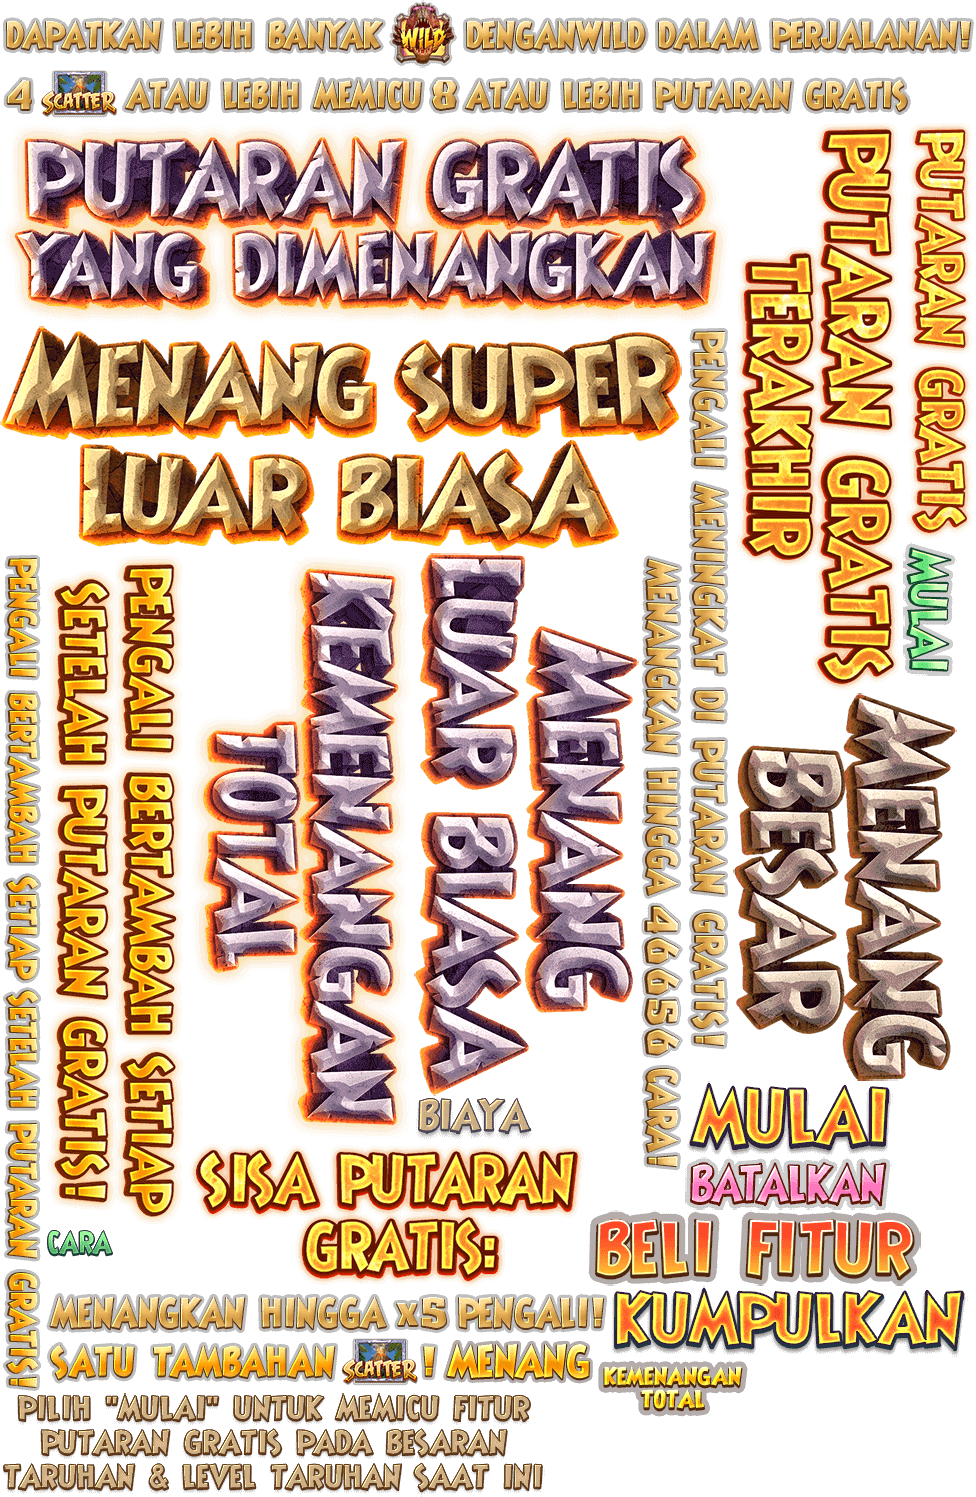 DAPATKAN LEBIH BANYAK WILD DENGANWILD DALAM PERJALANAN!
4 SCATTER ATAU LEBIH MEMICU 8 ATAU LEBIH PUTARAN GRATIS
PUTARAN GRATIS
YANG DIMENANGKAN
PUTARAN GRATIS
TERAKHIR
PUTARAN GRATIS
MENANG SUPER
LUAR BIASA
PENGALI MENINGKAT DI PUTARAN GRATIS!
MENANGKAN HINGGA 46656 CARA!
MULAI
PENGALI BERTAMBAH SETIAP SETELAH PUTARAN GRATIS!
PENGALI BERTAMBAH SETIAP
SETELAH PUTARAN GRATIS!
KEMENANGAN
TOTAL
MENANG
LUAR BIASA
MENANG
BESAR
BIAYA
MULAI
SISA PUTARAN
GRATIS:
BATALKAN
CARA
BELI FITUR
MENANGKAN HINGGA x5 PENGALI!
KUMPULKAN
SATU TAMBAHAN SCATTER ! MENANG
KEMENANGAN
TOTAL
PILIH "MULAI" UNTUK MEMICU FITUR
PUTARAN GRATIS PADA BESARAN
TARUHAN & LEVEL TARUHAN SAAT INI